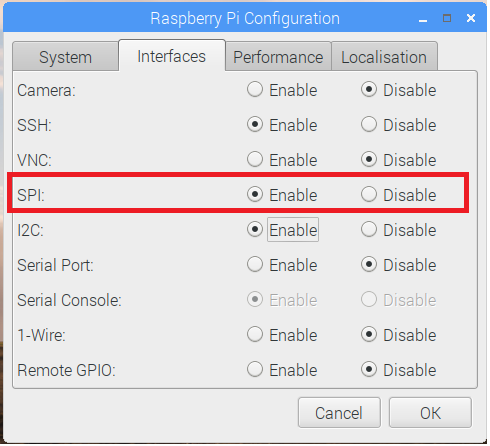 Raspberry Pi Configuration
System Interfaces Performance Localisation
Camera: Enable Disable
SSH: Enable Disable
VNC: Enable Disable
SPI: Enable Disable
I2C: Enable Disable
Serial Port: Enable Disable
Serial Console: Enable Disable
1-Wire: Enable Disable
Remote GPIO: Enable Disable
Cancel OK